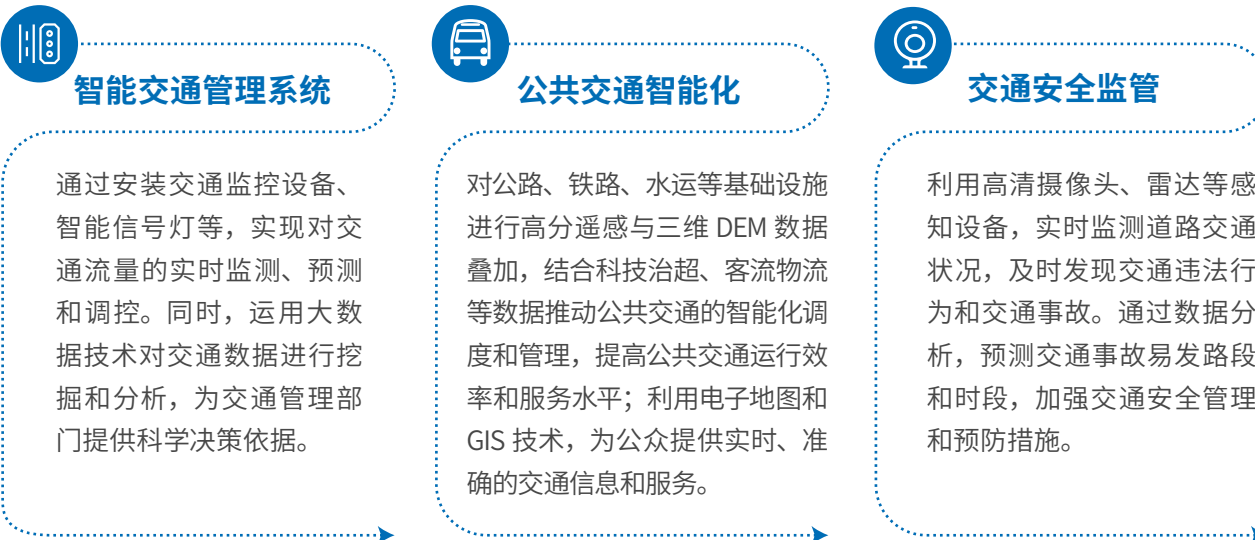 智能交通管理系统
通过安装交通监控设备、
智能信号灯等，实现对交
通流量的实时监测、预测
和调控。同时，运用大数
据技术对交通数据进行挖
掘和分析，为交通管理部
门提供科学决策依据。
公共交通智能化
对公路、铁路、水运等基础设施
进行高分遥感与三维 DEM 数据
叠加，结合科技治超、客流物流
等数据推动公共交通的智能化调
度和管理，提高公共交通运行效
率和服务水平；利用电子地图和
GIS 技术，为公众提供实时、准
确的交通信息和服务。
交通安全监管
利用高清摄像头、雷达等感
知设备，实时监测道路交通
状况，及时发现交通违法行
为和交通事故。通过数据分
析，预测交通事故易发路段
和时段，加强交通安全管理
和预防措施。